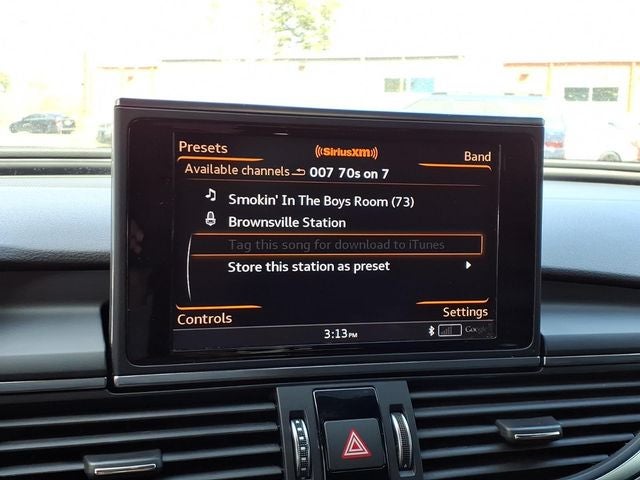 Presets
((SiriusXM))
Band
Available channels 007 70s on 7
Smokin' In The Boys Room (73)
Brownsville Station
Tag this song for download to iTunes
Store this station as preset
Controls
Settings
3:13PM
Google